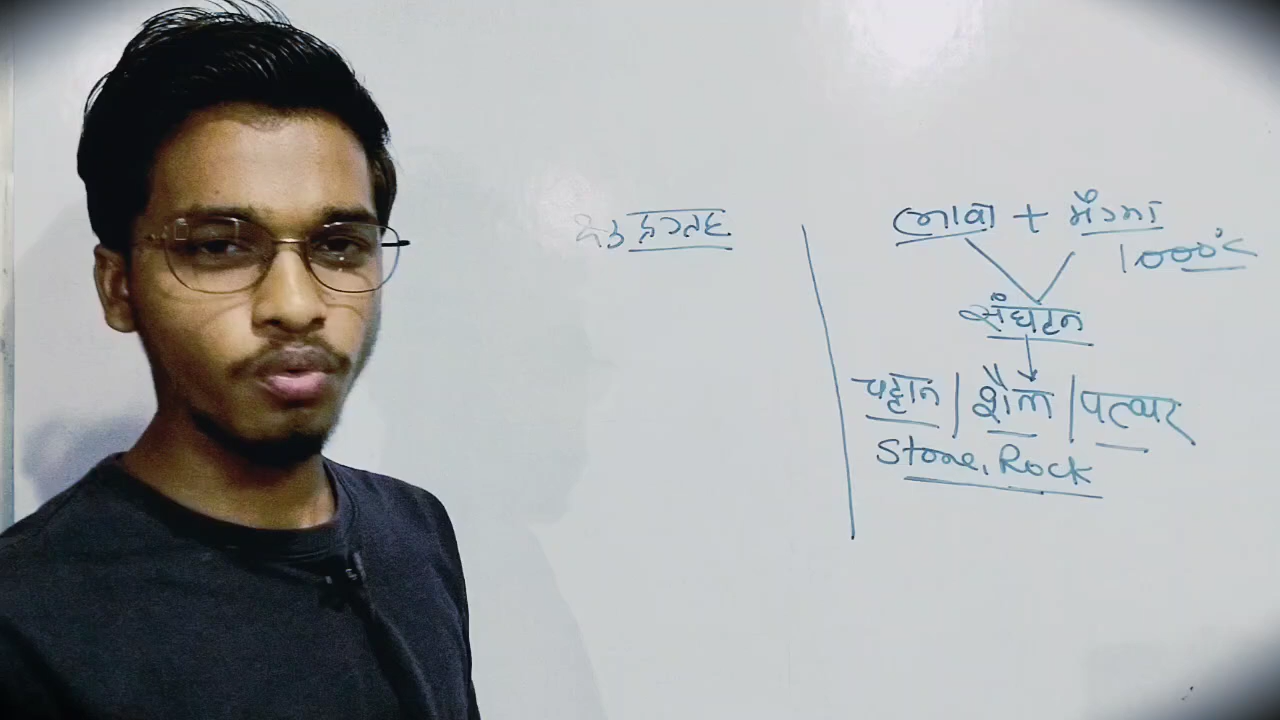 लावा + मैग्मा
1000°C
संघटन
चट्टान | शैल | पत्थर
Stone, Rock